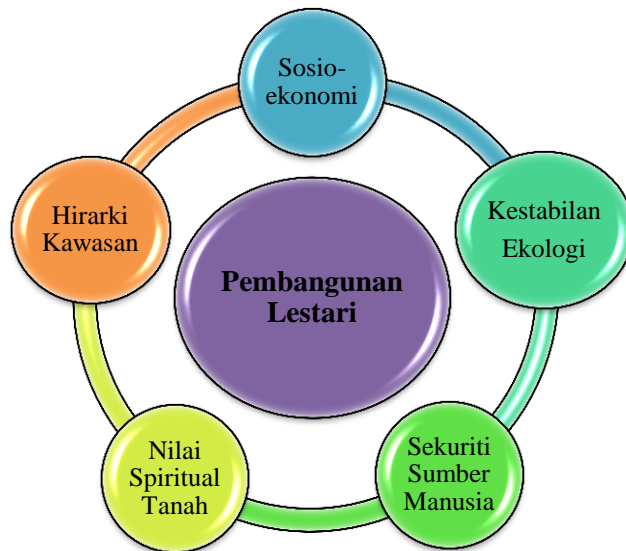 Sosio-
ekonomi
Kestabilan
Ekologi
Sekuriti
Sumber
Manusia
Nilai
Spiritual
Tanah
Hirarki
Kawasan
Pembangunan
Lestari